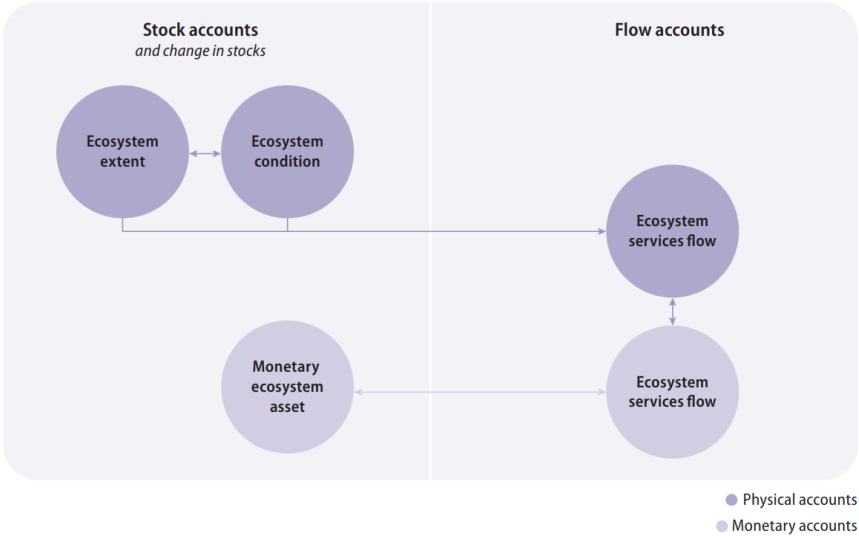 Stock accounts
and change in stocks
Flow accounts
Ecosystem
extent
Ecosystem
condition
Ecosystem
services flow
Monetary
ecosystem
asset
Ecosystem
services flow
Physical accounts
Monetary accounts